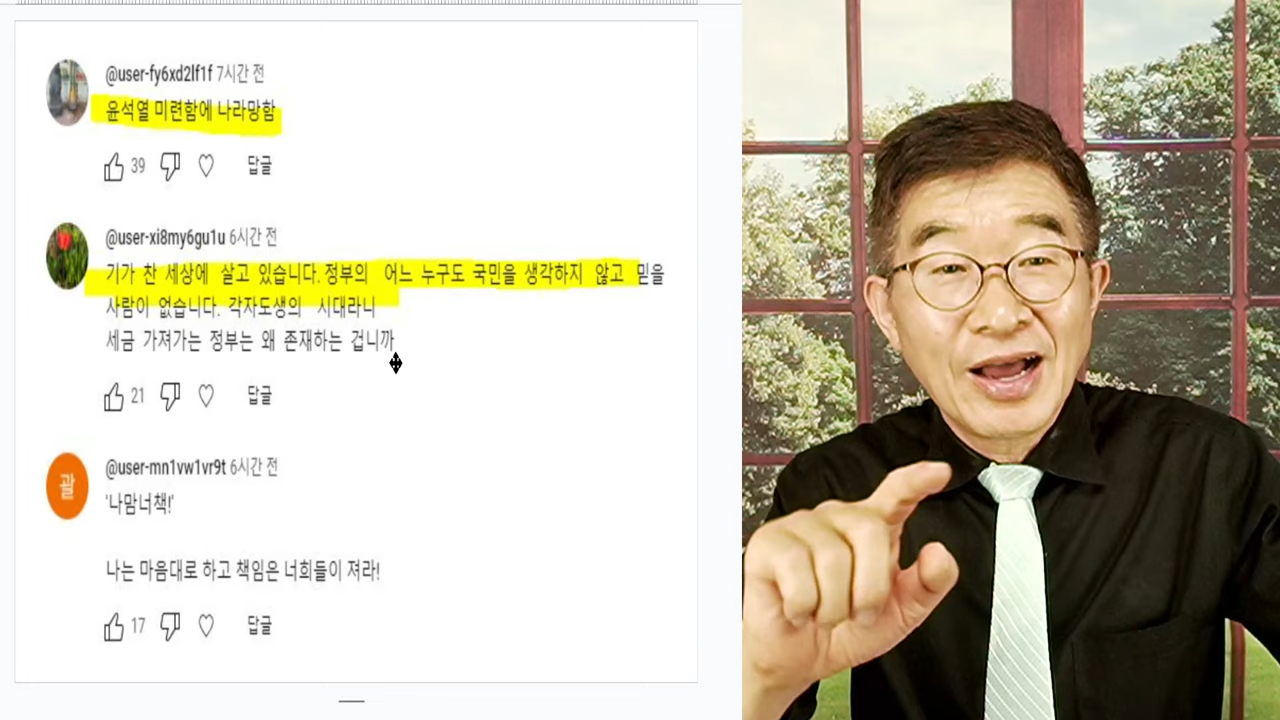 @user-fy6xd2lf1f 7시간 전
윤석열 미련함에 나라망함
39 답글
@user-xi8my6gu1u 6시간 전
기가 찬 세상에 살고 있습니다. 정부의 어느 누구도 국민을 생각하지 않고 믿을
사람이 없습니다. 각자도생의 시대라니
세금 가져가는 정부는 왜 존재하는 겁니까
21 답글
괄
@user-mn1vw1vr9t 6시간 전
'나맘너책!'
나는 마음대로 하고 책임은 너희들이 져라!
17 답글